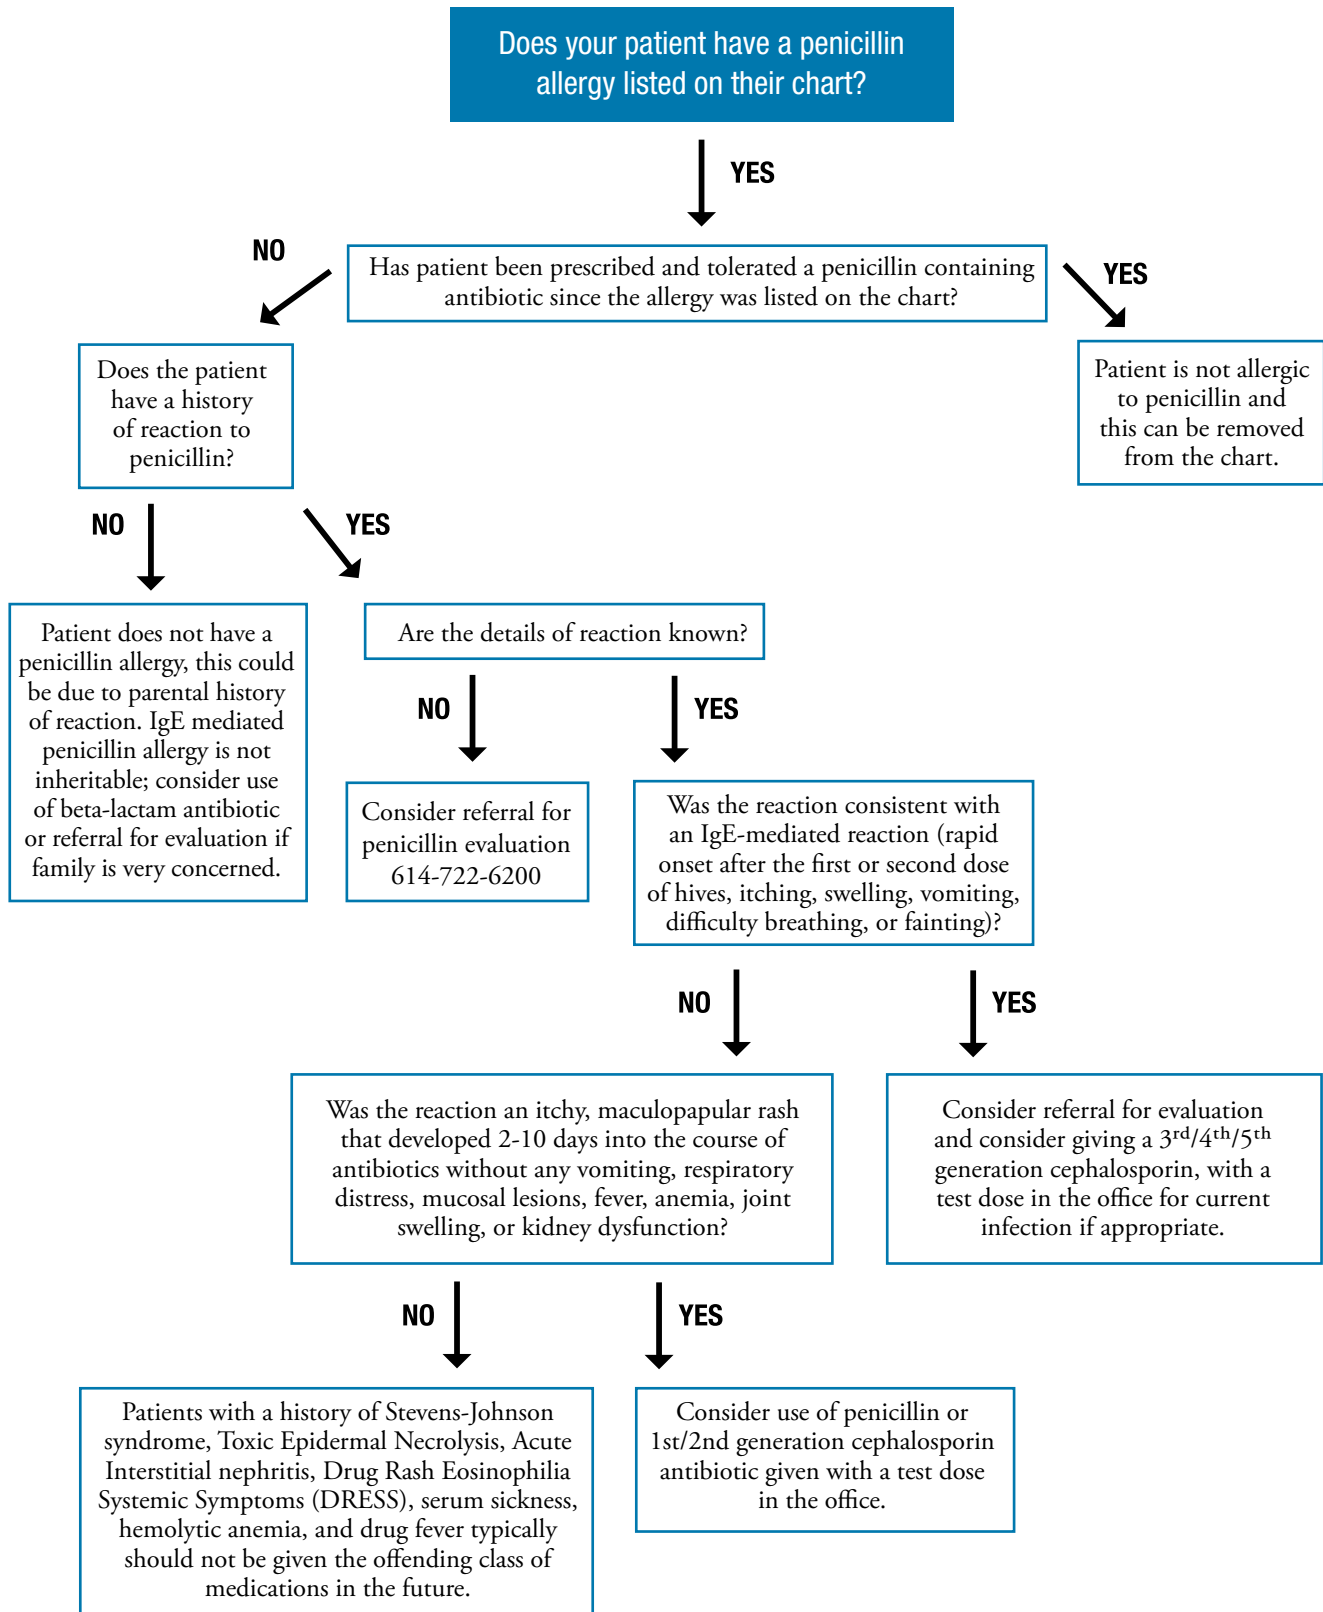 Does your patient have a penicillin
allergy listed on their chart?
YES
NO
Has patient been prescribed and tolerated a penicillin containing
antibiotic since the allergy was listed on the chart?
YES
Does the patient
have a history
of reaction to
penicillin?
Patient is not allergic
to penicillin and
this can be removed
from the chart.
NO
YES
Patient does not have a
penicillin allergy, this could
be due to parental history
of reaction. IgE mediated
penicillin allergy is not
inheritable; consider use
of beta-lactam antibiotic
or referral for evaluation if
family is very concerned.
Are the details of reaction known?
NO
YES
Consider referral for
penicillin evaluation
614-722-6200
Was the reaction consistent with
an IgE-mediated reaction (rapid
onset after the first or second dose
of hives, itching, swelling, vomiting,
difficulty breathing, or fainting)?
NO
YES
Was the reaction an itchy, maculopapular rash
that developed 2-10 days into the course of
antibiotics without any vomiting, respiratory
distress, mucosal lesions, fever, anemia, joint
swelling, or kidney dysfunction?
Consider referral for evaluation
and consider giving a 3rd/4th/5th
generation cephalosporin, with a
test dose in the office for current
infection if appropriate.
NO
YES
Patients with a history of Stevens-Johnson
syndrome, Toxic Epidermal Necrolysis, Acute
Interstitial nephritis, Drug Rash Eosinophilia
Systemic Symptoms (DRESS), serum sickness,
hemolytic anemia, and drug fever typically
should not be given the offending class of
medications in the future.
Consider use of penicillin or
1st/2nd generation cephalosporin
antibiotic given with a test dose
in the office.